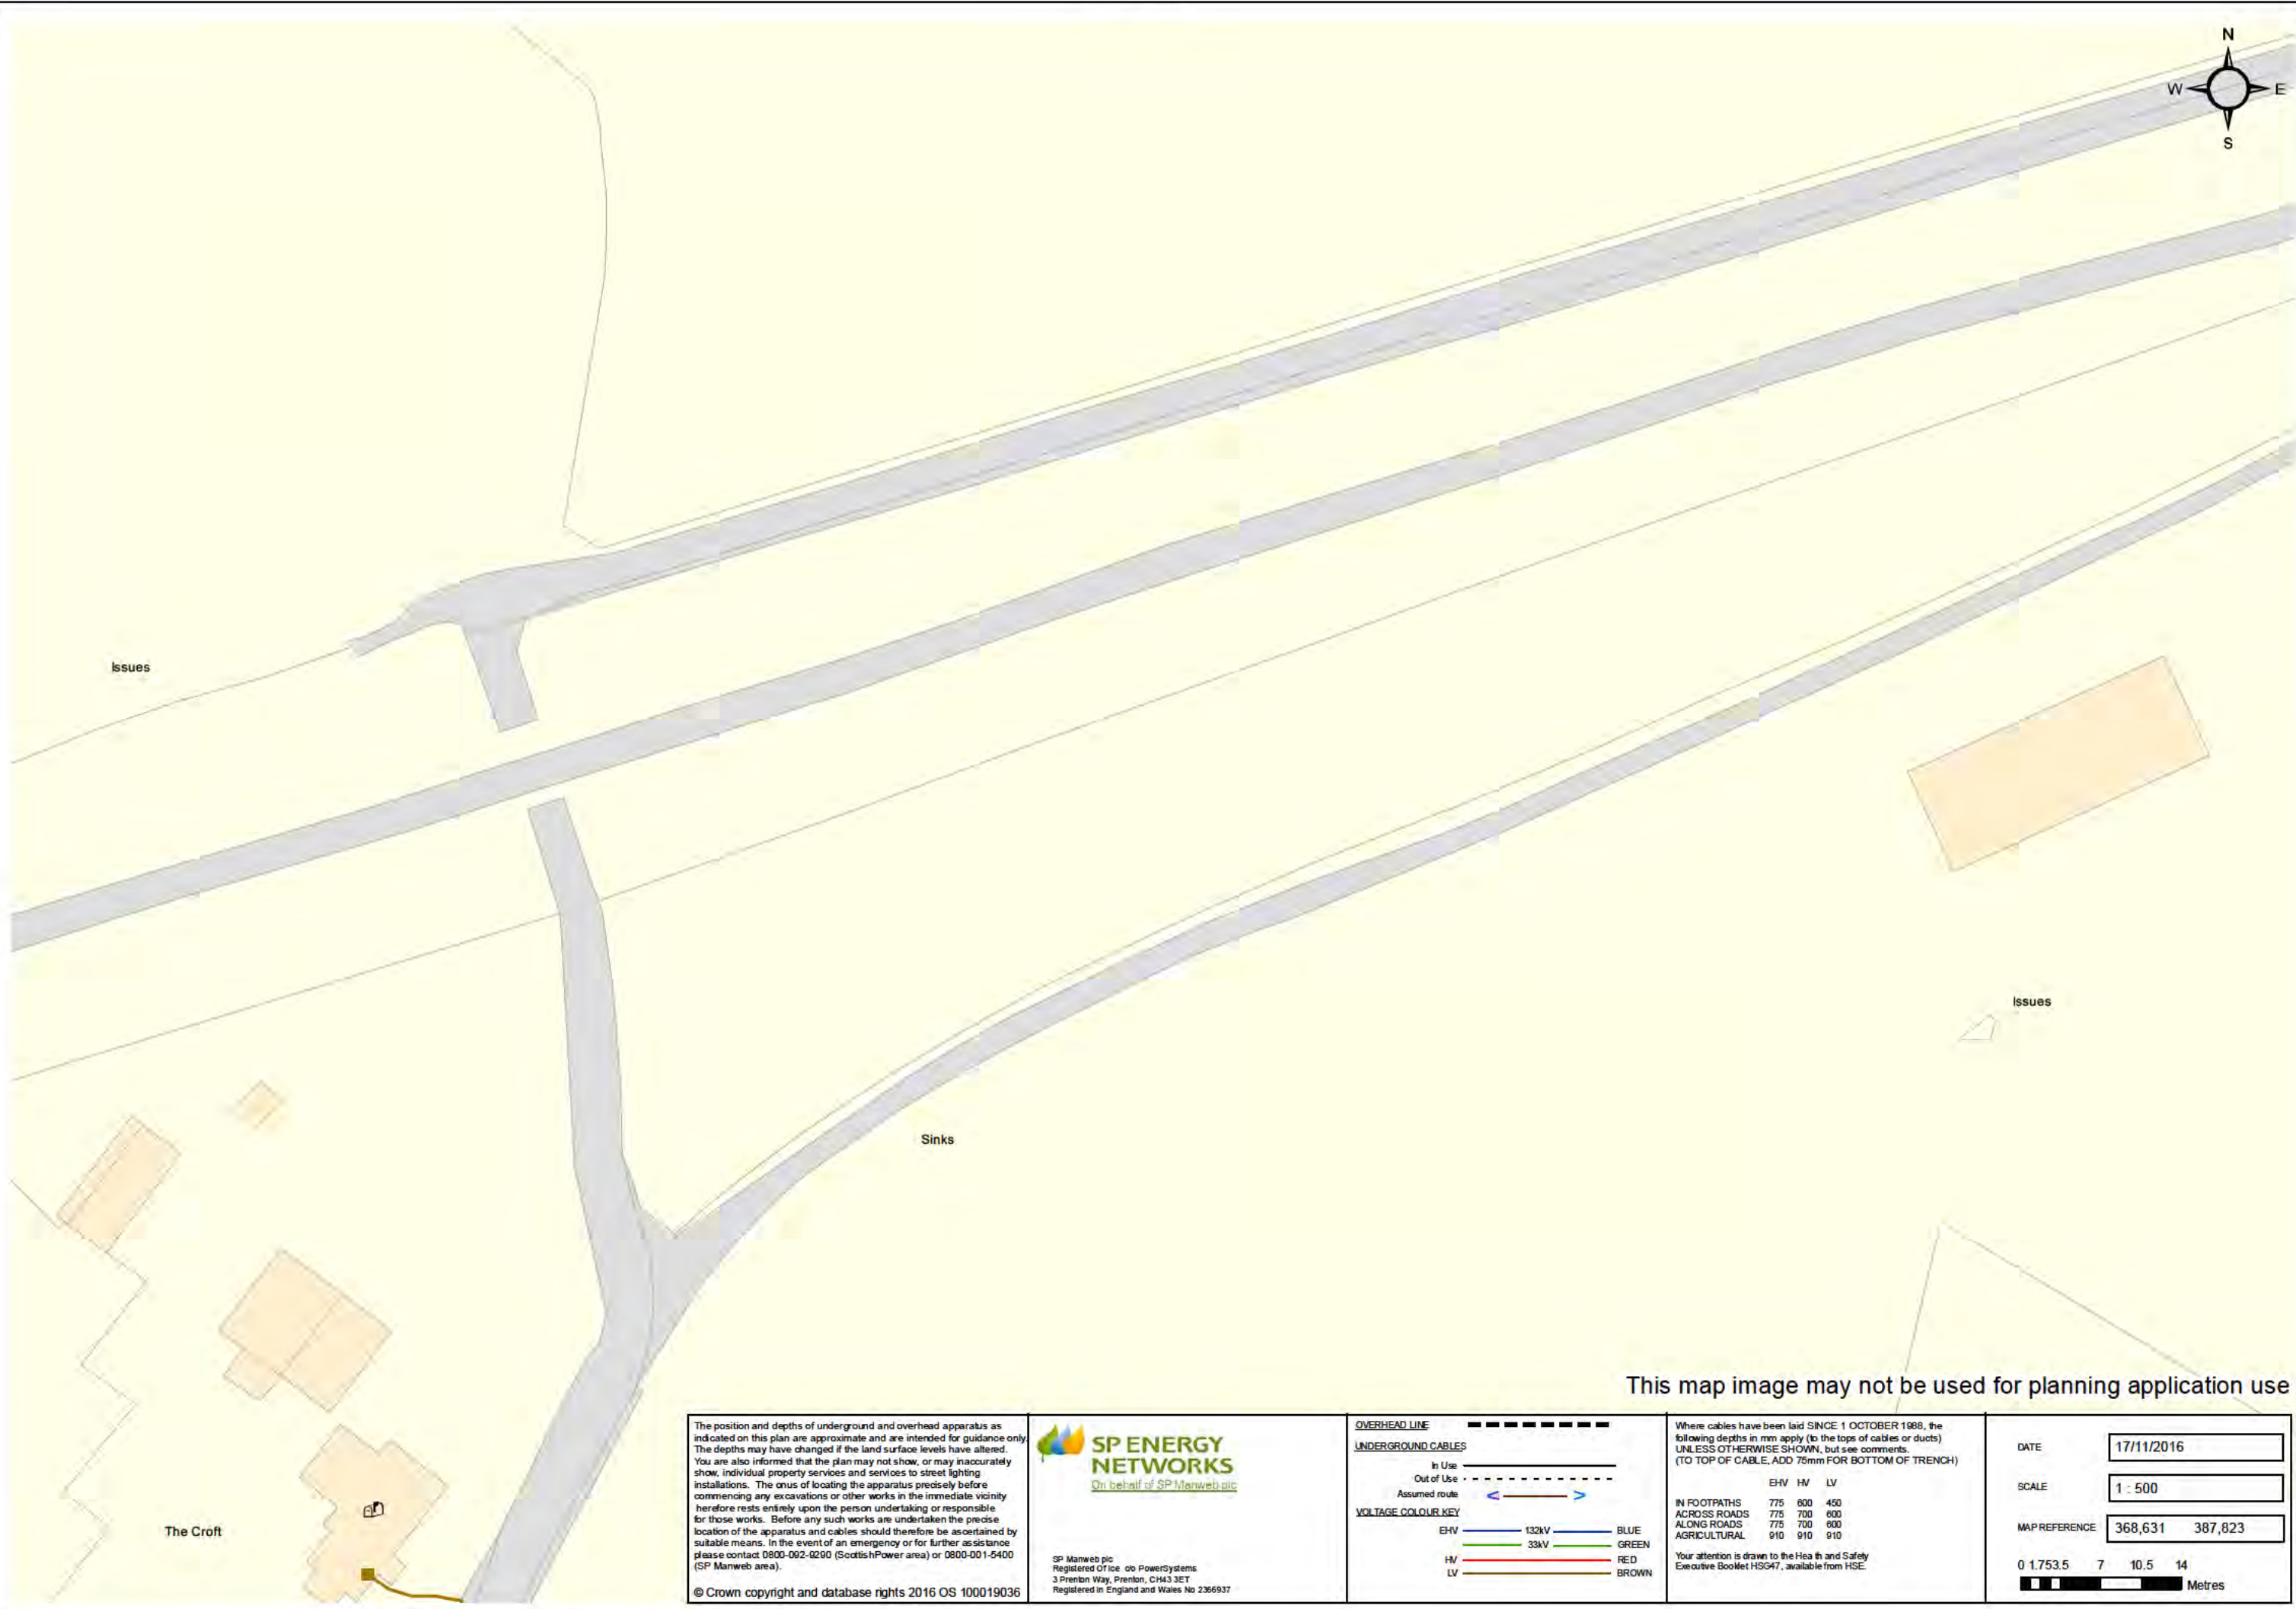 N
W E
S
Issues
Issues
Sinks
The Croft
This map image may not be used for planning application use
The position and depths of underground and overhead apparatus as
indicated on this plan are approximate and are intended for guidance only.
The depths may have changed if the land surface levels have altered.
You are also informed that the plan may not show, or may inaccurately
show, individual property services and services to street lighting
installations. The onus of locating the apparatus precisely before
commencing any excavations or other works in the immediate vicinity
herefore rests entirely upon the person undertaking or responsible
for those works. Before any such works are undertaken the precise
location of the apparatus and cables should therefore be ascertained by
suitable means. In the event of an emergency or for further assistance
please contact 0800-092-9290 (ScottishPower area) or 0800-001-5400
(SP Manweb area).
© Crown copyright and database rights 2016 OS 100019036
SP ENERGY
NETWORKS
On behalf of SP Manweb plc
SP Manweb plc
Registered Of ice c/o PowerSystems
3 Prenton Way, Prenton, CH43 3ET
Registered in England and Wales No 2366937
OVERHEAD LINE
UNDERGROUND CABLES
In Use
Out of Use
Assumed route < >
VOLTAGE COLOUR KEY
EHV 132kV BLUE
33kV GREEN
HV RED
LV BROWN
Where cables have been laid SINCE 1 OCTOBER 1988, the
following depths in mm apply (to the tops of cables or ducts)
UNLESS OTHERWISE SHOWN, but see comments.
(TO TOP OF CABLE, ADD 75mm FOR BOTTOM OF TRENCH)
EHV HV LV
IN FOOTPATHS 775 600 450
ACROSS ROADS 775 700 600
ALONG ROADS 775 700 600
AGRICULTURAL 910 910 910
Your attention is drawn to the Hea th and Safety
Executive Booklet HSG47, available from HSE.
DATE 17/11/2016
SCALE 1 : 500
MAP REFERENCE 368,631 387,823
0 1.753.5 7 10.5 14
Metres